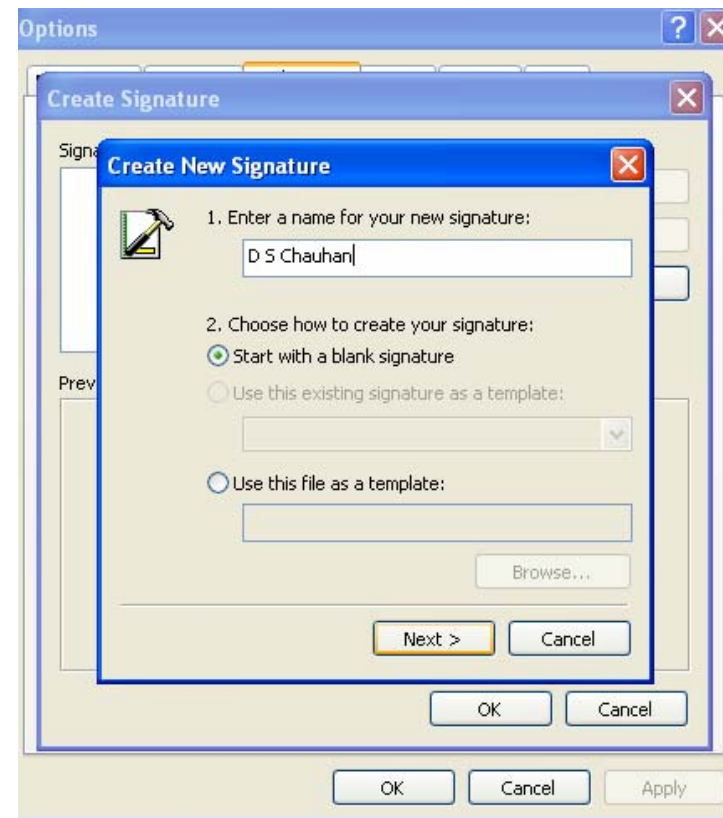 Options
Create Signature
Create New Signature
1. Enter a name for your new signature:
D S Chauhan
2. Choose how to create your signature:
Start with a blank signature
Use this existing signature as a template:
Use this file as a template:
Browse...
Next >
Cancel
OK
Cancel
OK
Cancel
Apply